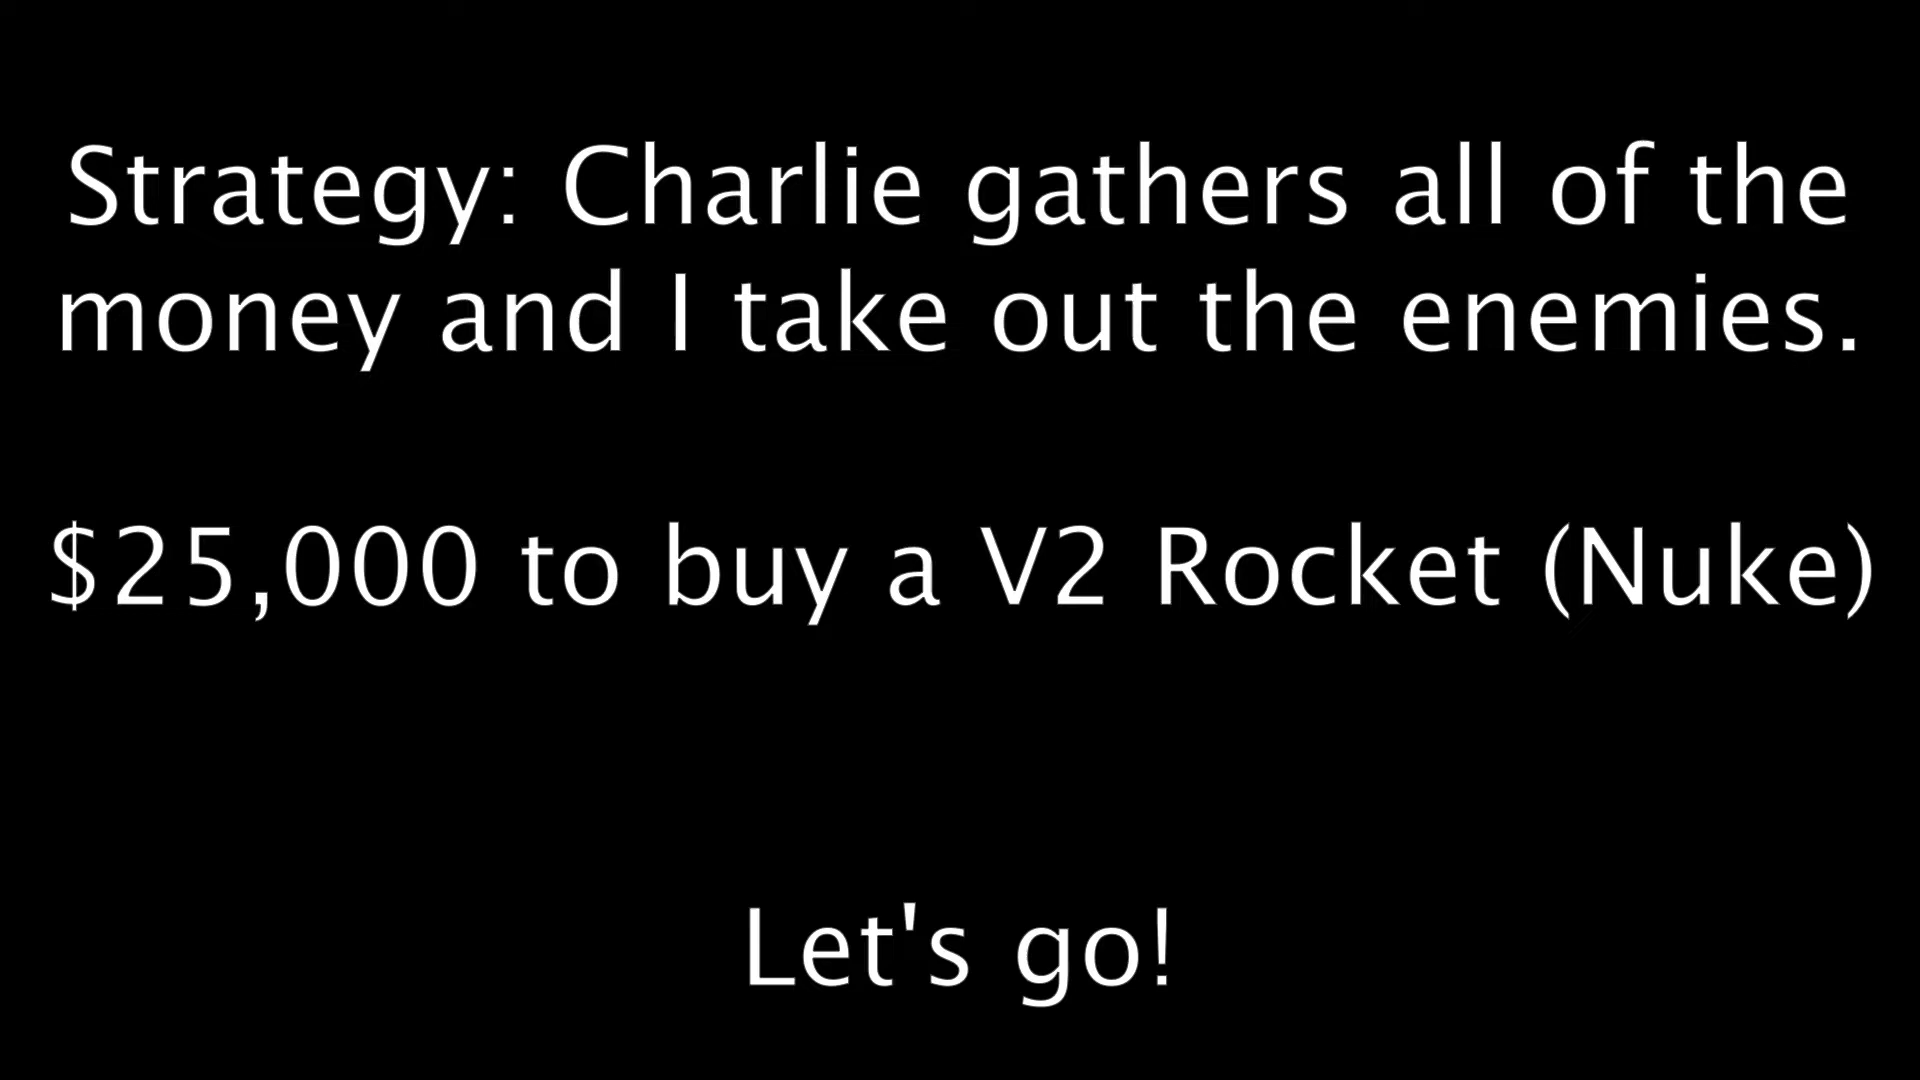 Strategy: Charlie gathers all of the
money and I take out the enemies.
$25,000 to buy a V2 Rocket (Nuke)
Let's go!